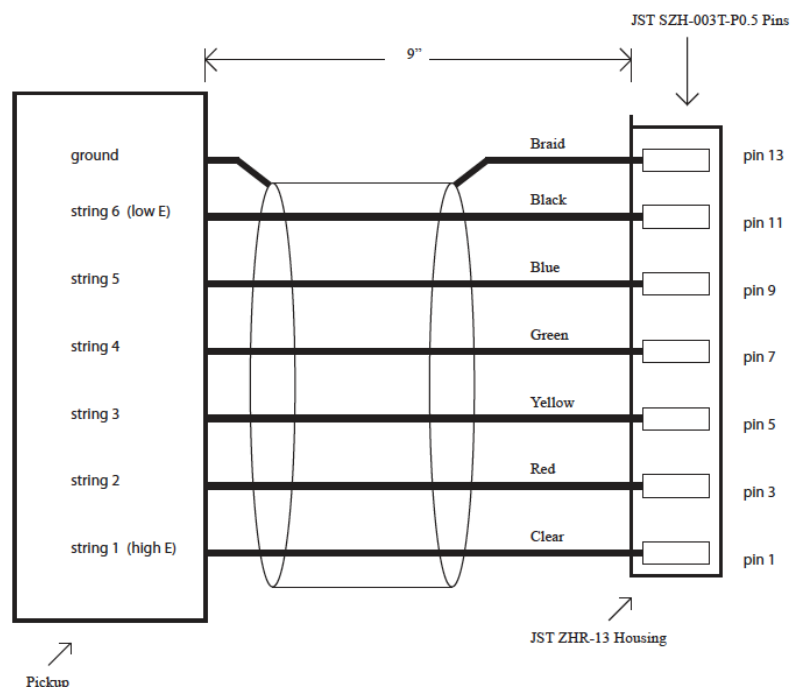 JST SZH-003T-P0.5 Pins
9”
ground
Braid
pin 13
string 6 (low E)
Black
pin 11
string 5
Blue
pin 9
string 4
Green
pin 7
string 3
Yellow
pin 5
string 2
Red
pin 3
string 1 (high E)
Clear
pin 1
JST ZHR-13 Housing
Pickup